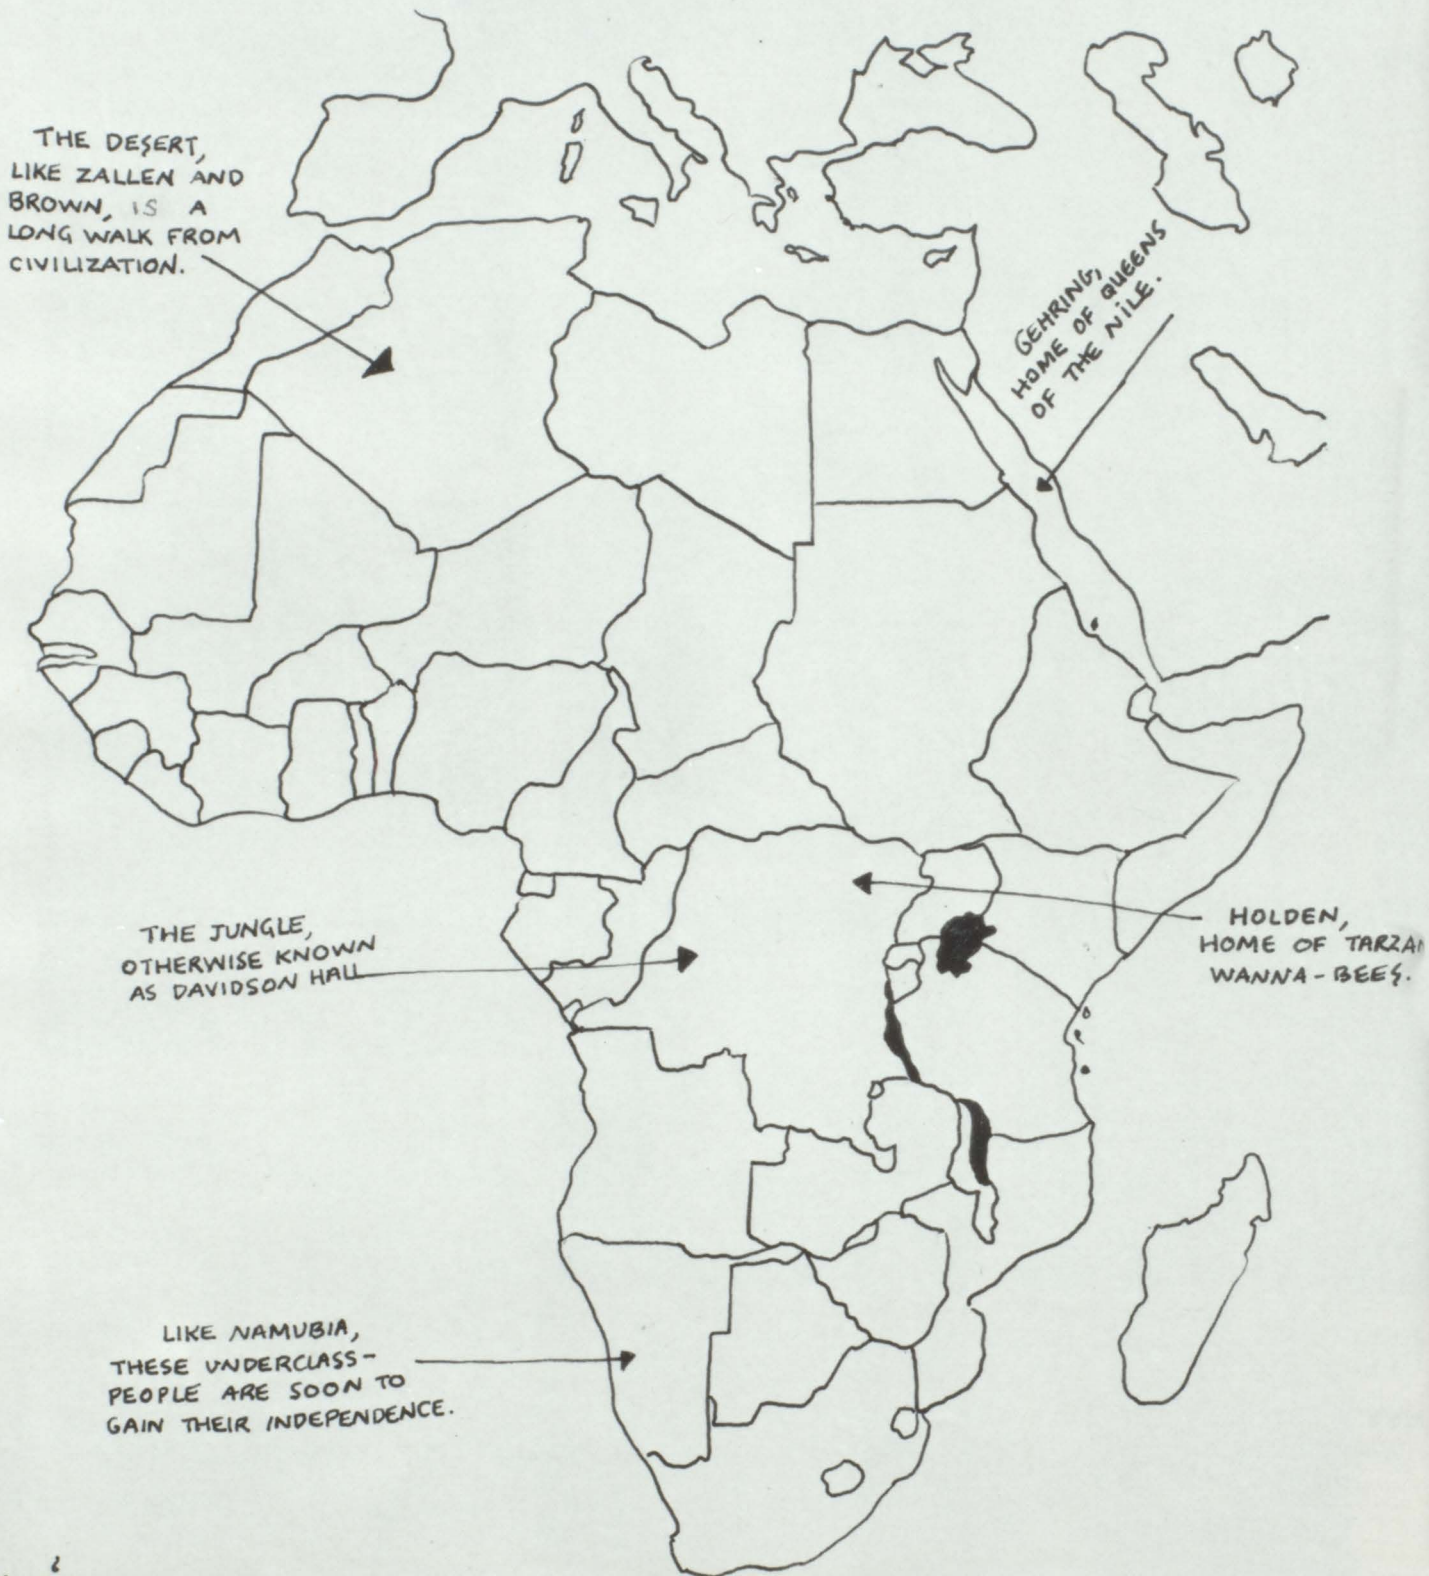 THE DESERT,
LIKE ZALLEN AND
BROWN, IS A
LONG WALK FROM
CIVILIZATION.
GEHRING,
HOME OF QUEENS
OF THE NILE.
THE JUNGLE,
OTHERWISE KNOWN
AS DAVIDSON HALL
HOLDEN,
HOME OF TARZAN
WANNA-BEES.
LIKE NAMUBIA,
THESE UNDERCLASS-
PEOPLE ARE SOON TO
GAIN THEIR INDEPENDENCE.